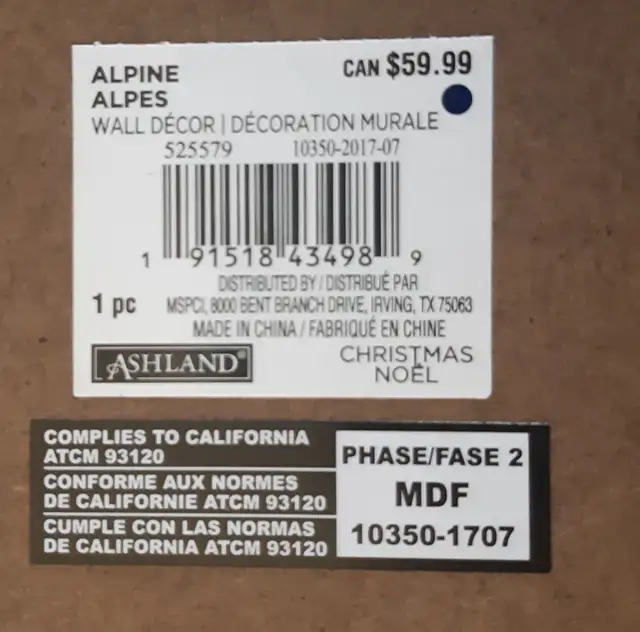 ALPINE
CAN $59.99
ALPES
WALL DÉCOR | DÉCORATION MURALE
525579 10350-2017-07
1 91518 43498 9
DISTRIBUTED BY / DISTRIBUÉ PAR
1 pc MSPCI, 8000 BENT BRANCH DRIVE, IRVING, TX 75063
MADE IN CHINA / FABRIQUÉ EN CHINE
ASHLAND®
CHRISTMAS
NOËL
COMPLIES TO CALIFORNIA
ATCM 93120
CONFORME AUX NORMES
DE CALIFORNIE ATCM 93120
CUMPLE CON LAS NORMAS
DE CALIFORNIA ATCM 93120
PHASE/FASE 2
MDF
10350-1707